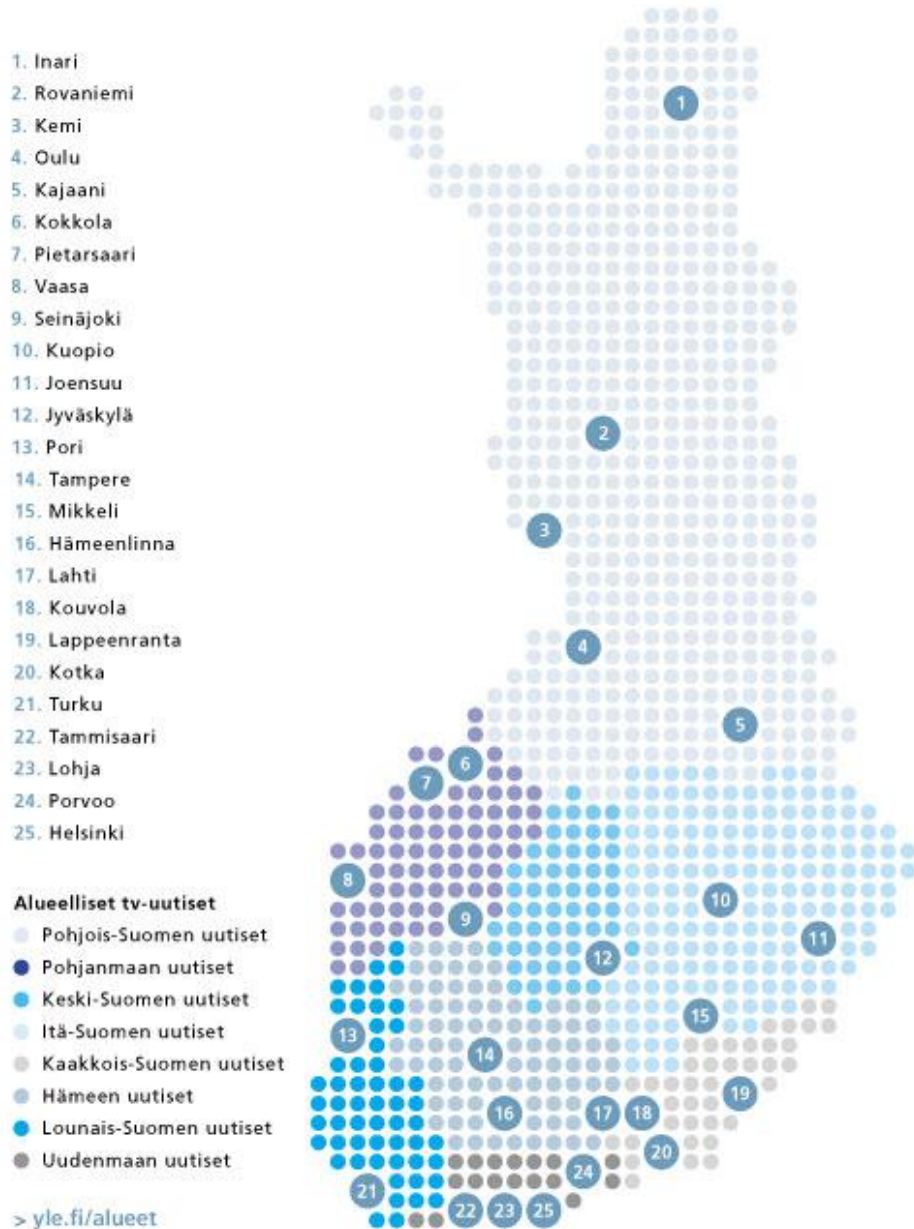 1. Inari
2. Rovaniemi
3. Kemi
4. Oulu
5. Kajaani
6. Kokkola
7. Pietarsaari
8. Vaasa
9. Seinäjoki
10. Kuopio
11. Joensuu
12. Jyväskylä
13. Pori
14. Tampere
15. Mikkeli
16. Hämeenlinna
17. Lahti
18. Kouvola
19. Lappeenranta
20. Kotka
21. Turku
22. Tammisaari
23. Lohja
24. Porvoo
25. Helsinki
Alueelliset tv-uutiset
Pohjois-Suomen uutiset
Pohjanmaan uutiset
Keski-Suomen uutiset
Itä-Suomen uutiset
Kaakkois-Suomen uutiset
Hämeen uutiset
Lounais-Suomen uutiset
Uudenmaan uutiset
> yle.fi/alueet
1
2
3
4
5
6
7
8
9
10
11
12
15
13
14
19
16 17 18
20
24
21
22 23 25